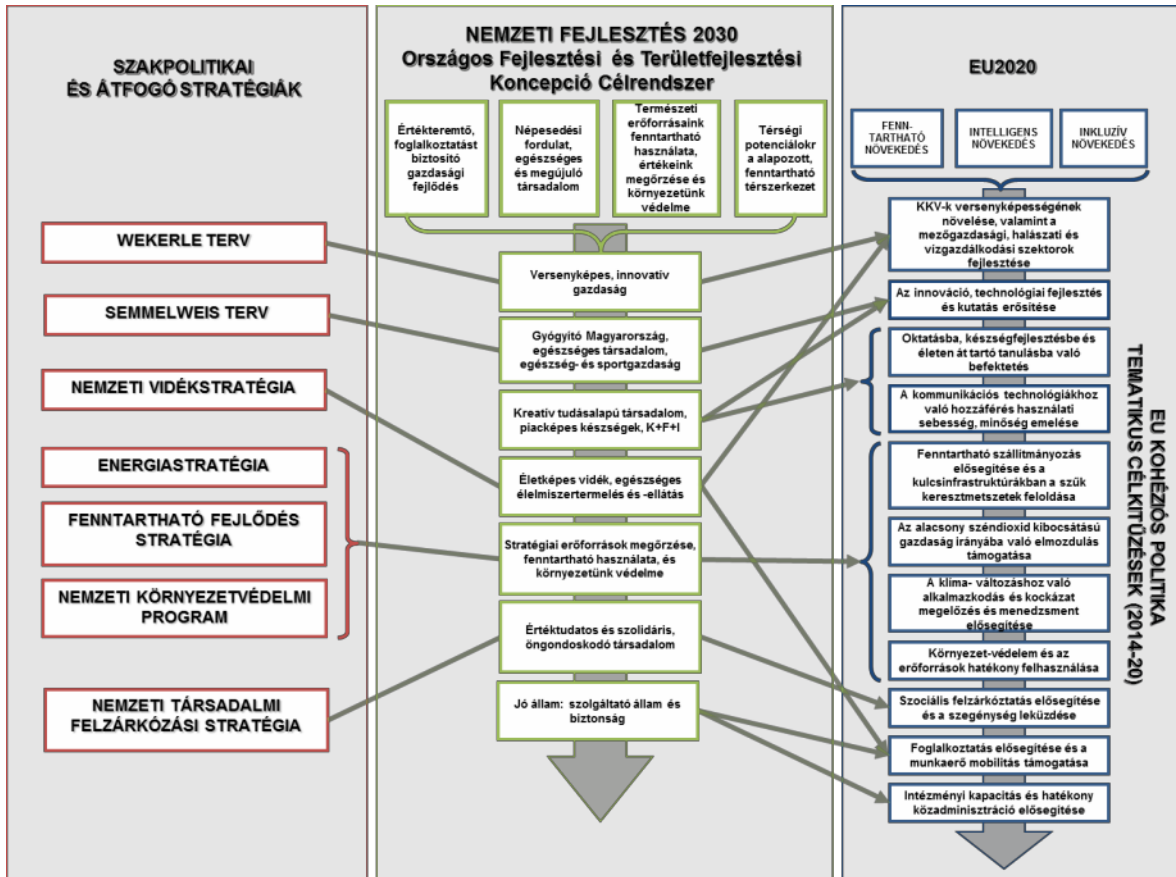 SZAKPOLITIKAI
ÉS ÁTFOGÓ STRATÉGIÁK
WEKERLE TERV
SEMMELWEIS TERV
NEMZETI VIDÉKSTRATÉGIA
ENERGIASTRATÉGIA
FENNTARTHATÓ FEJLŐDÉS
STRATÉGIA
NEMZETI KÖRNYEZETVÉDELMI
PROGRAM
NEMZETI TÁRSADALMI
FELZÁRKÓZÁSI STRATÉGIA
NEMZETI FEJLESZTÉS 2030
Országos Fejlesztési és Területfejlesztési
Koncepció Célrendszer
Értékteremtő,
foglalkoztatást
biztosító
gazdasági
fejlődés
Népesedési
fordulat,
egészséges
és megújuló
társadalom
Természeti
erőforrásaink
fenntartható
használata,
értékeink
megőrzése és
környezetünk
védelme
Térségi
potenciálokr
a alapozott,
fenntartható
térszerkezet
Versenyképes, innovatív
gazdaság
Gyógyító Magyarország,
egészséges társadalom,
egészség- és sportgazdaság
Kreatív tudásalapú társadalom,
piacképes készségek, K+F+I
Életképes vidék, egészséges
élelmiszertermelés és -ellátás
Stratégiai erőforrások megőrzése,
fenntartható használata, és
környezetünk védelme
Értéktudatos és szolidáris,
öngondoskodó társadalom
Jó állam: szolgáltató állam és
biztonság
EU2020
FENN-
TARTHATÓ
NÖVEKEDÉS
INTELLIGENS
NÖVEKEDÉS
INKLUZÍV
NÖVEKEDÉS
KKV-k versenyképességének
növelése, valamint a
mezőgazdasági, halászati és
vízgazdálkodási szektorok
fejlesztése
Az innováció, technológiai fejlesztés
és kutatás erősítése
Oktatásba, készségfejlesztésbe és
életen át tartó tanulásba való
befektetés
A kommunikációs technológiákhoz
való hozzáférés használati
sebesség, minőség emelése
Fenntartható szállítmányozás
elősegítése és a
kulcsinfrastruktúrákban a szűk
keresztmetszetek feloldása
Az alacsony széndioxid kibocsátású
gazdaság irányába való elmozdulás
támogatása
A klíma- változáshoz való
alkalmazkodás és kockázat
megelőzés és menedzsment
elősegítése
Környezet-védelem és az
erőforrások hatékony felhasználása
Szociális felzárkóztatás elősegítése
és a szegénység leküzdése
Foglalkoztatás elősegítése és a
munkaerő mobilitás támogatása
Intézményi kapacitás és hatékony
közadminisztráció elősegítése
EU KOHÉZIÓS POLITIKA
TEMATIKUS CÉLKITŰZÉSEK (2014-20)